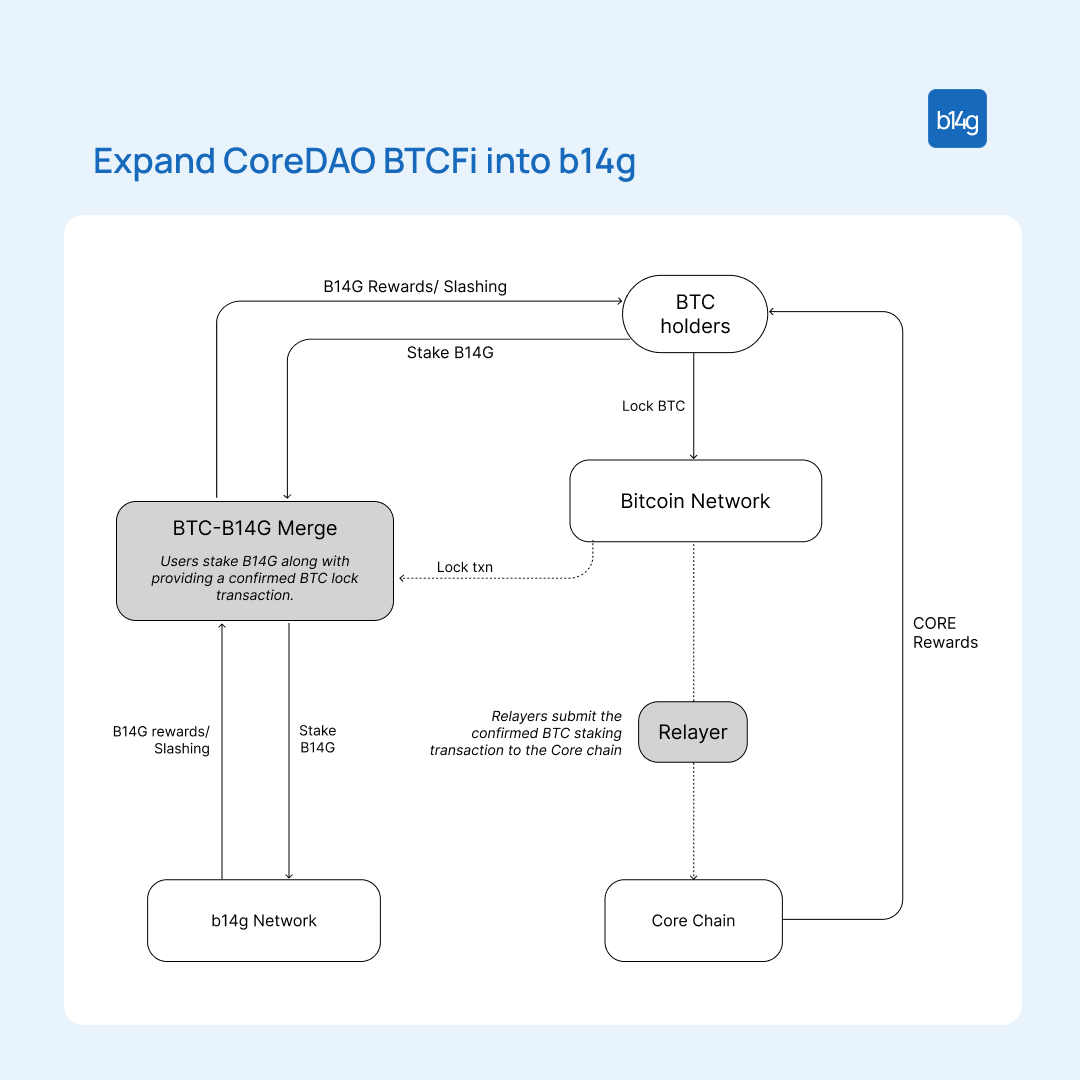 b14g
Expand CoreDAO BTCFi into b14g
B14G Rewards/ Slashing
BTC
holders
Stake B14G
Lock BTC
Bitcoin Network
BTC-B14G Merge
Users stake B14G along with
providing a confirmed BTC lock
transaction.
Lock txn
CORE
Rewards
B14G rewards/
Slashing
Stake
B14G
Relayers submit the
confirmed BTC staking
transaction to the Core chain
Relayer
b14g Network
Core Chain